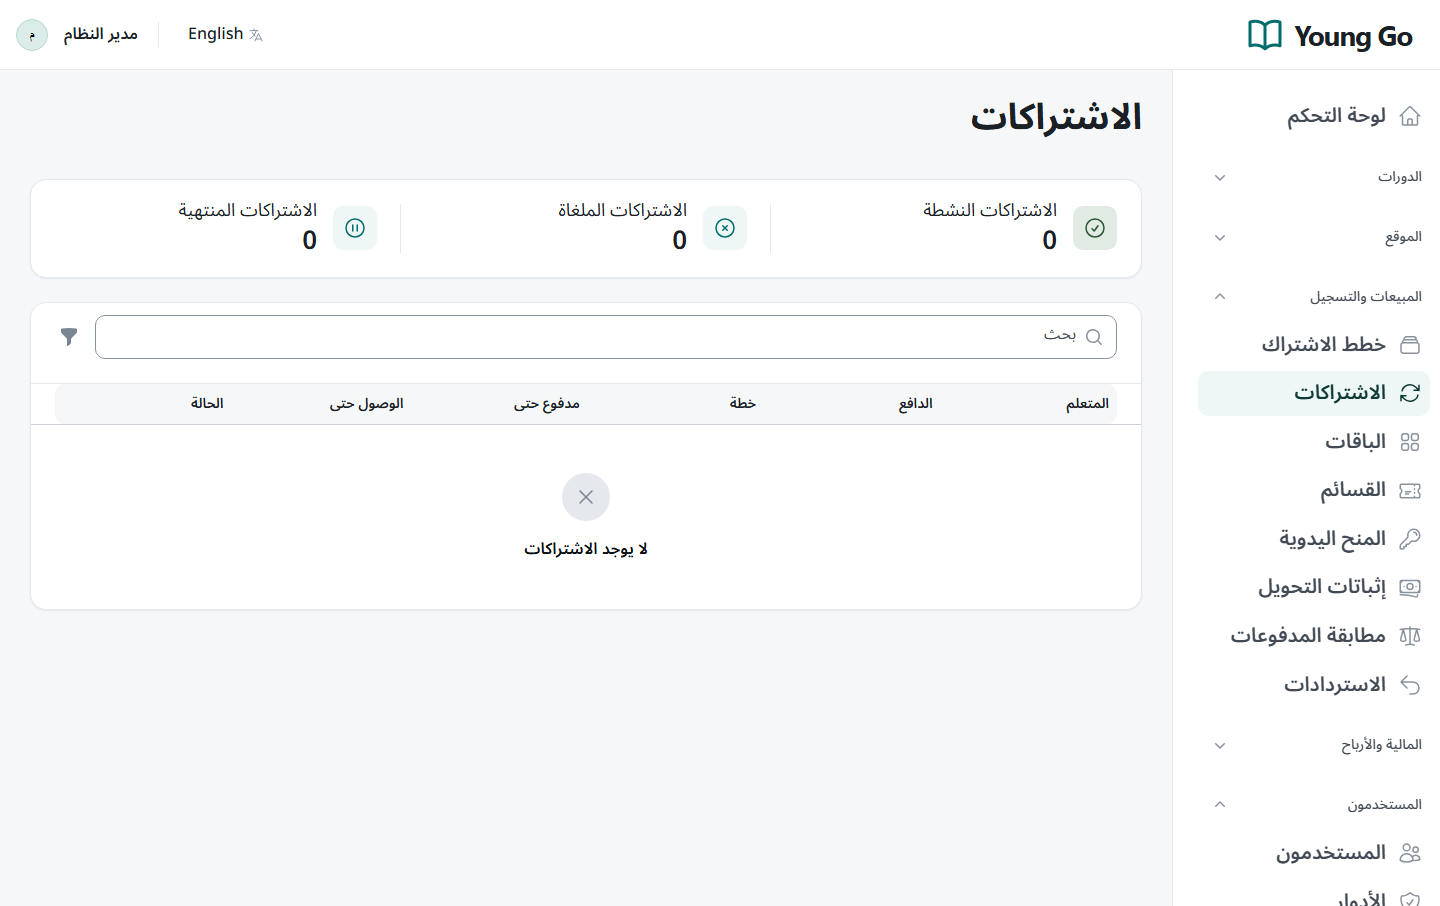 Young Go
English
مدير النظام
م
لوحة التحكم
الدورات
الموقع
المبيعات والتسجيل
خطط الاشتراك
الاشتراكات
الباقات
القسائم
المنح اليدوية
إثباتات التحويل
مطابقة المدفوعات
الاستردادات
المالية والأرباح
المستخدمون
المستخدمون
الأدوار
الاشتراكات
الاشتراكات النشطة
0
الاشتراكات الملغاة
0
الاشتراكات المنتهية
0
بحث
المتعلم الدافع خطة مدفوع حتى الوصول حتى الحالة
لا يوجد الاشتراكات